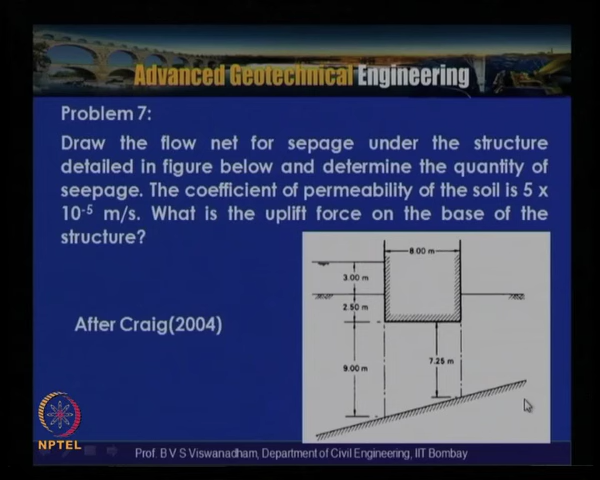 Advanced Geotechnical Engineering
Problem 7:
Draw the flow net for sepage under the structure
detailed in figure below and determine the quantity of
seepage. The coefficient of permeability of the soil is 5 x
10-5 m/s. What is the uplift force on the base of the
structure?
8.00 m
3.00 m
2.50 m
9.00 m
7.25 m
After Craig(2004)
NPTEL
Prof. B V S Viswanadham, Department of Civil Engineering, IIT Bombay